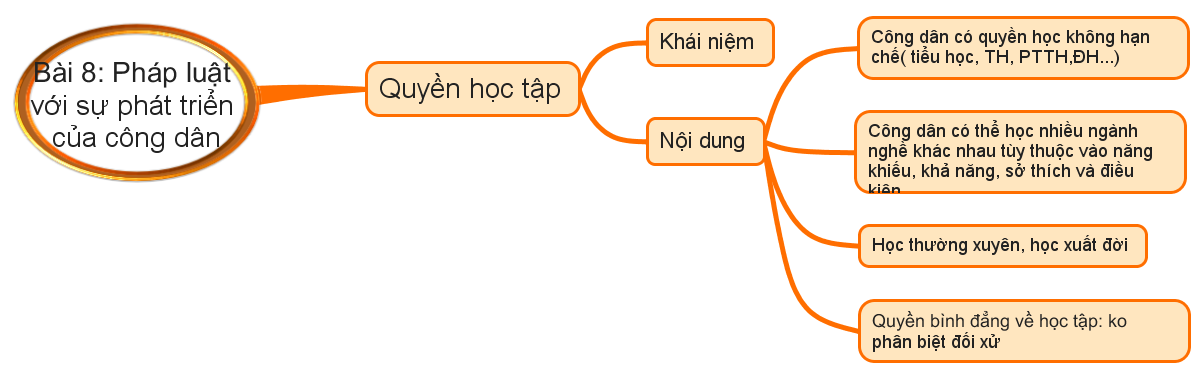 Bài 8: Pháp luật
với sự phát triển
của công dân
Quyền học tập
Khái niệm
Nội dung
Công dân có quyền học không hạn
chế( tiểu học, TH, PTTH,ĐH...)
Công dân có thể học nhiều ngành
nghề khác nhau tùy thuộc vào năng
khiếu, khả năng, sở thích và điều
kiện
Học thường xuyên, học xuất đời
Quyền bình đẳng về học tập: ko
phân biệt đối xử